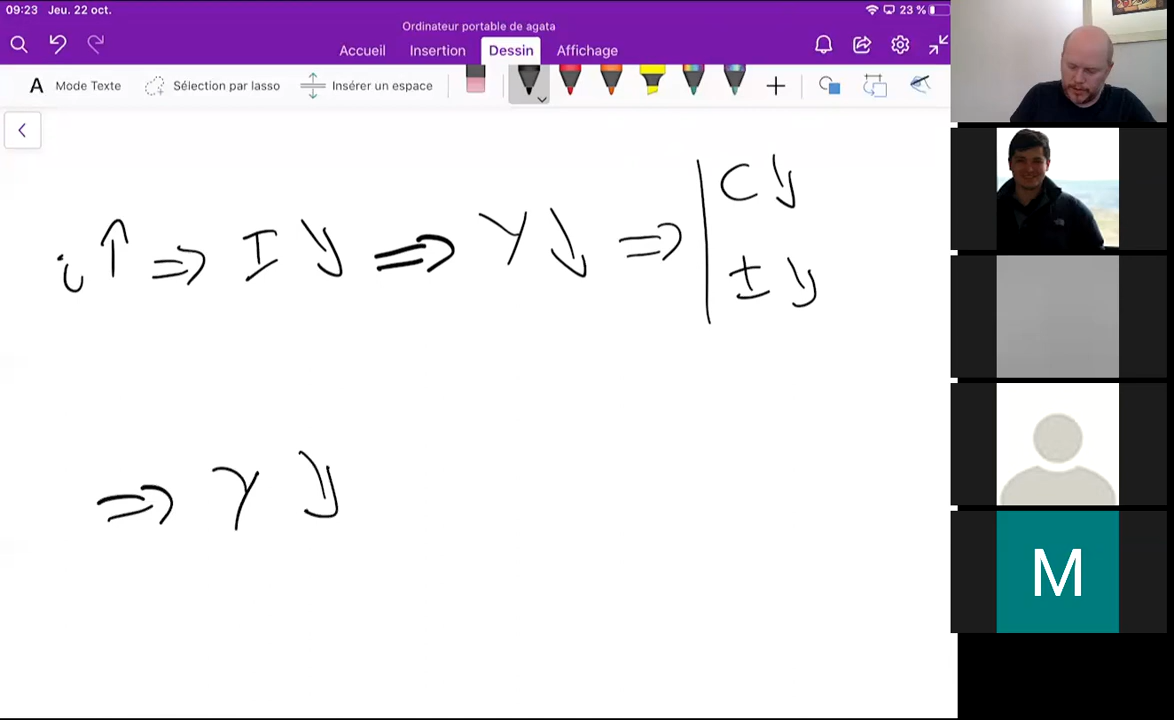 09:23 Jeu. 22 oct.
23 %
Ordinateur portable de agata
Accueil Insertion Dessin Affichage
A Mode Texte Sélection par lasso Insérer un espace
i ↑ ⇒ I ↘ ⇒ Y ↘ ⇒ | C ↘
I ↘
⇒ Y ↘
M